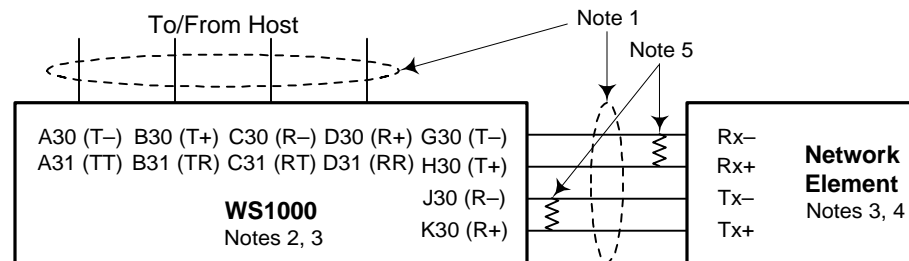 To/From Host
Note 1
Note 5
A30 (T–) B30 (T+) C30 (R–) D30 (R+) G30 (T–)
A31 (TT) B31 (TR) C31 (RT) D31 (RR) H30 (T+)
J30 (R–)
K30 (R+)
WS1000
Notes 2, 3
Rx–
Rx+
Tx–
Tx+
Network
Element
Notes 3, 4